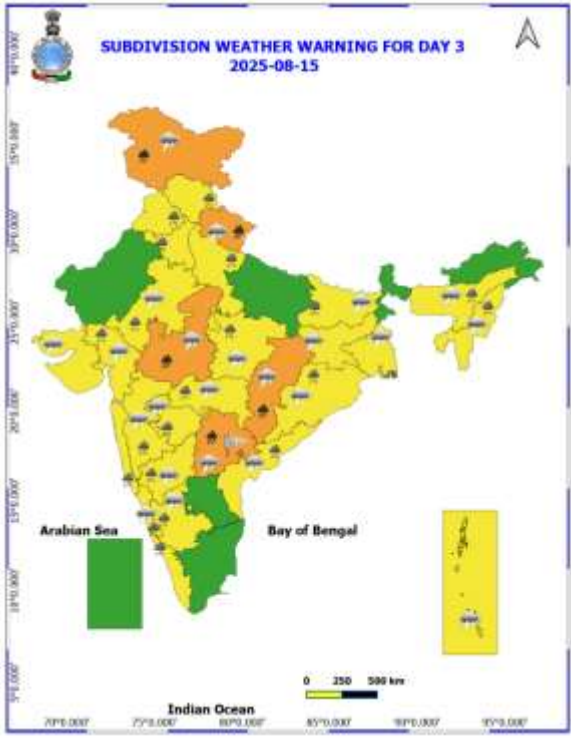 SUBDIVISION WEATHER WARNING FOR DAY 3
2025-08-15
Arabian Sea
Bay of Bengal
0 250 500 km
Indian Ocean
70°0.000' 75°0.000' 80°0.000' 85°0.000' 90°0.000' 95°0.000'